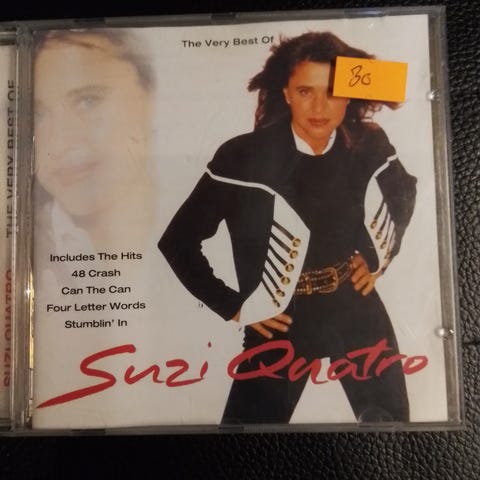 The Very Best Of
80
Includes The Hits
48 Crash
Can The Can
Four Letter Words
Stumblin' In
Suzi Quatro
SUZI QUATRO THE VERY BEST OF